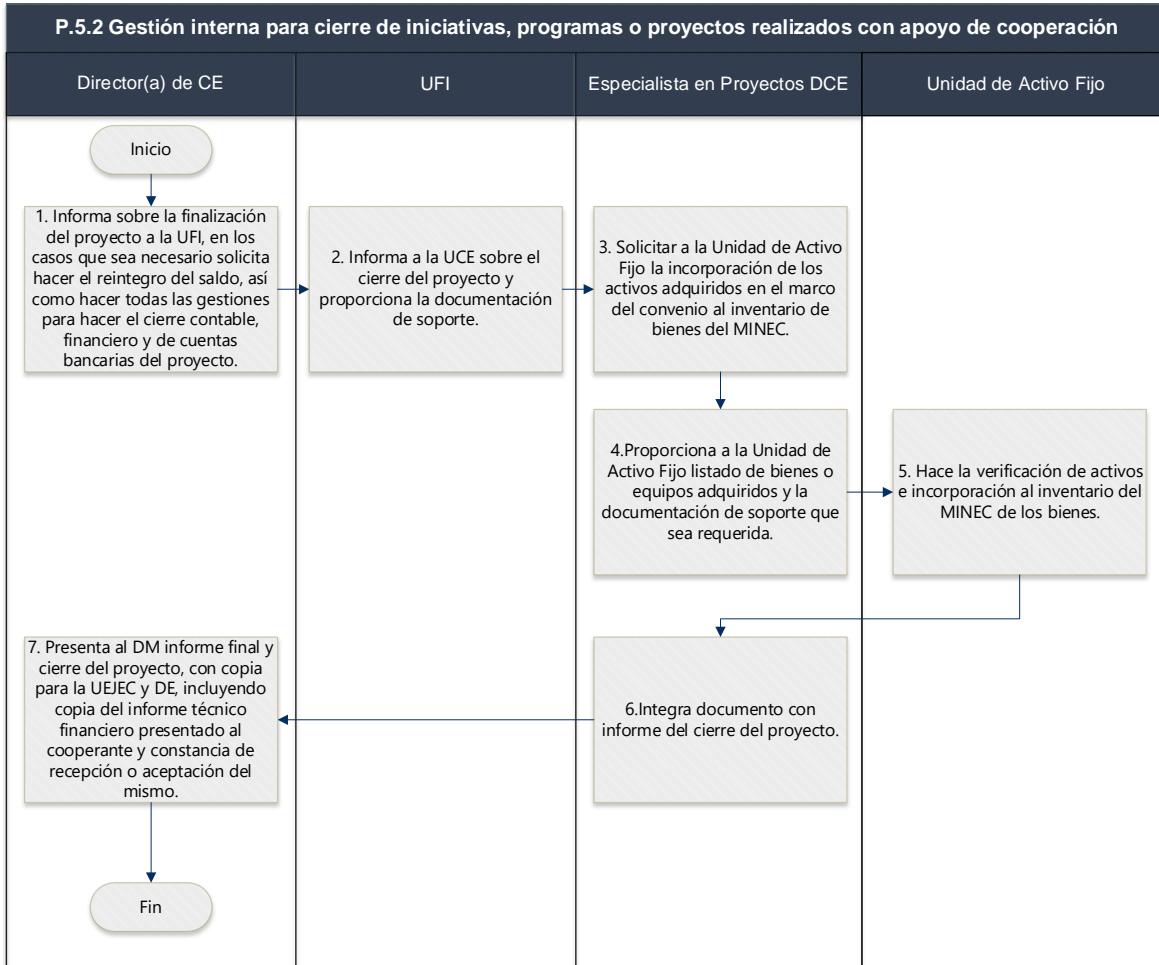 P.5.2 Gestión interna para cierre de iniciativas, programas o proyectos realizados con apoyo de cooperación
Director(a) de CE
UFI
Especialista en Proyectos DCE
Unidad de Activo Fijo
Inicio
1. Informa sobre la finalización
del proyecto a la UFI, en los
casos que sea necesario solicita
hacer el reintegro del saldo, así
como hacer todas las gestiones
para hacer el cierre contable,
financiero y de cuentas
bancarias del proyecto.
2. Informa a la UCE sobre el
cierre del proyecto y
proporciona la documentación
de soporte.
3. Solicitar a la Unidad de Activo
Fijo la incorporación de los
activos adquiridos en el marco
del convenio al inventario de
bienes del MINEC.
4.Proporciona a la Unidad de
Activo Fijo listado de bienes o
equipos adquiridos y la
documentación de soporte que
sea requerida.
5. Hace la verificación de activos
e incorporación al inventario del
MINEC de los bienes.
6.Integra documento con
informe del cierre del proyecto.
7. Presenta al DM informe final y
cierre del proyecto, con copia
para la UEJEC y DE, incluyendo
copia del informe técnico
financiero presentado al
cooperante y constancia de
recepción o aceptación del
mismo.
Fin